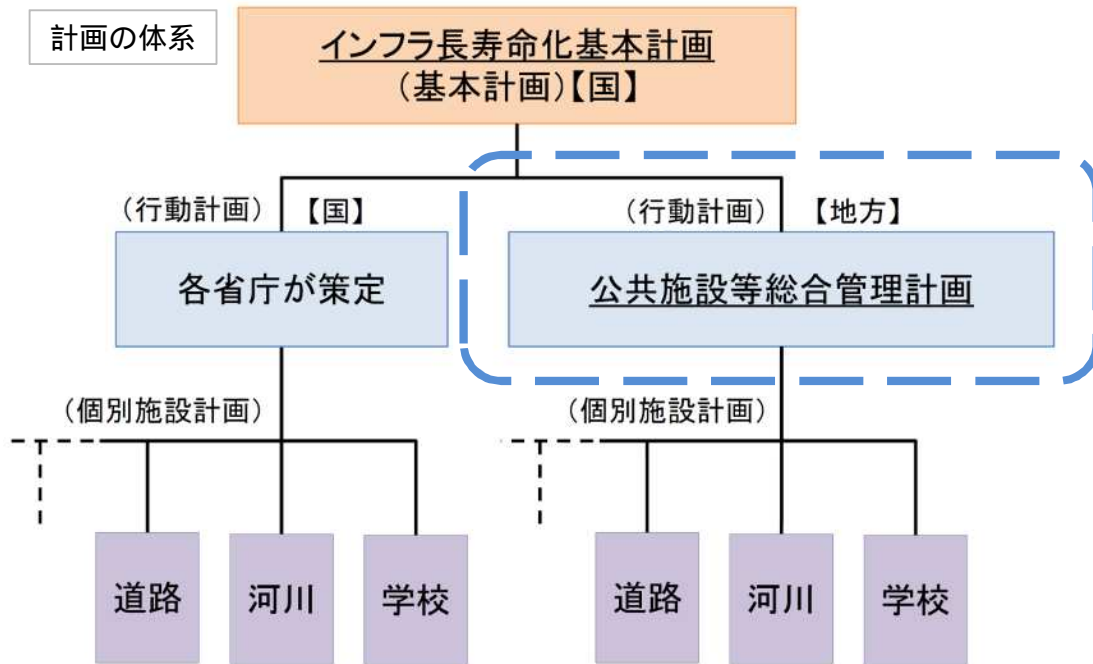 計画の体系
インフラ長寿命化基本計画
(基本計画)【国】
(行動計画)
【国】
(行動計画)
【地方】
各省庁が策定
公共施設等総合管理計画
(個別施設計画)
(個別施設計画)
道路
河川
学校
道路
河川
学校